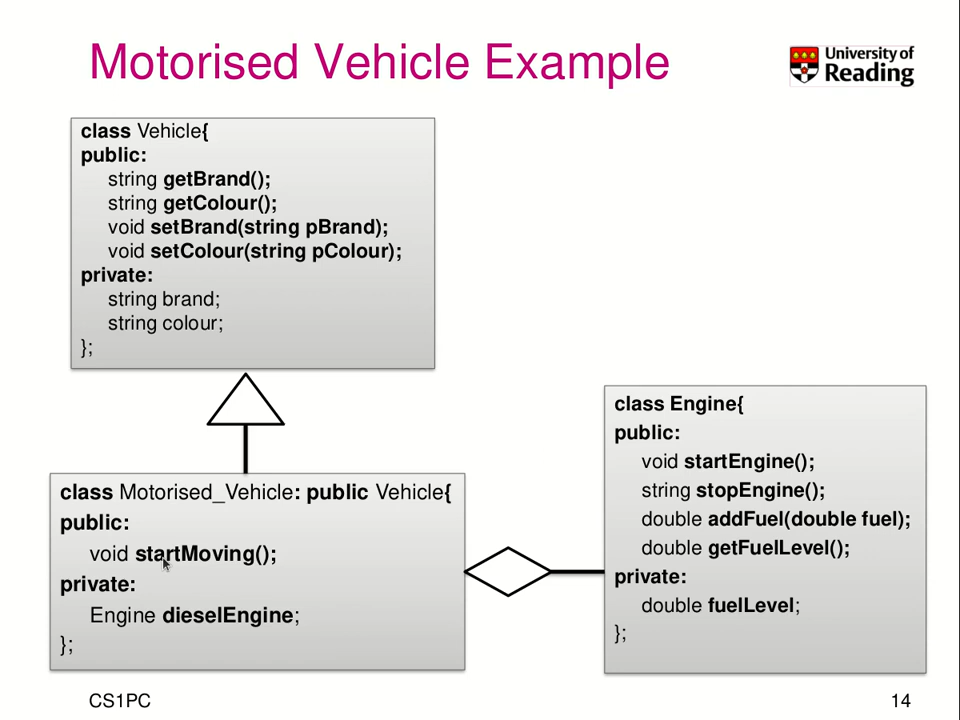 Motorised Vehicle Example
University of
Reading
class Vehicle{
public:
string getBrand();
string getColour();
void setBrand(string pBrand);
void setColour(string pColour);
private:
string brand;
string colour;
};
class Motorised_Vehicle: public Vehicle{
public:
void startMoving();
private:
Engine dieselEngine;
};
class Engine{
public:
void startEngine();
string stopEngine();
double addFuel(double fuel);
double getFuelLevel();
private:
double fuelLevel;
};
CS1PC
14